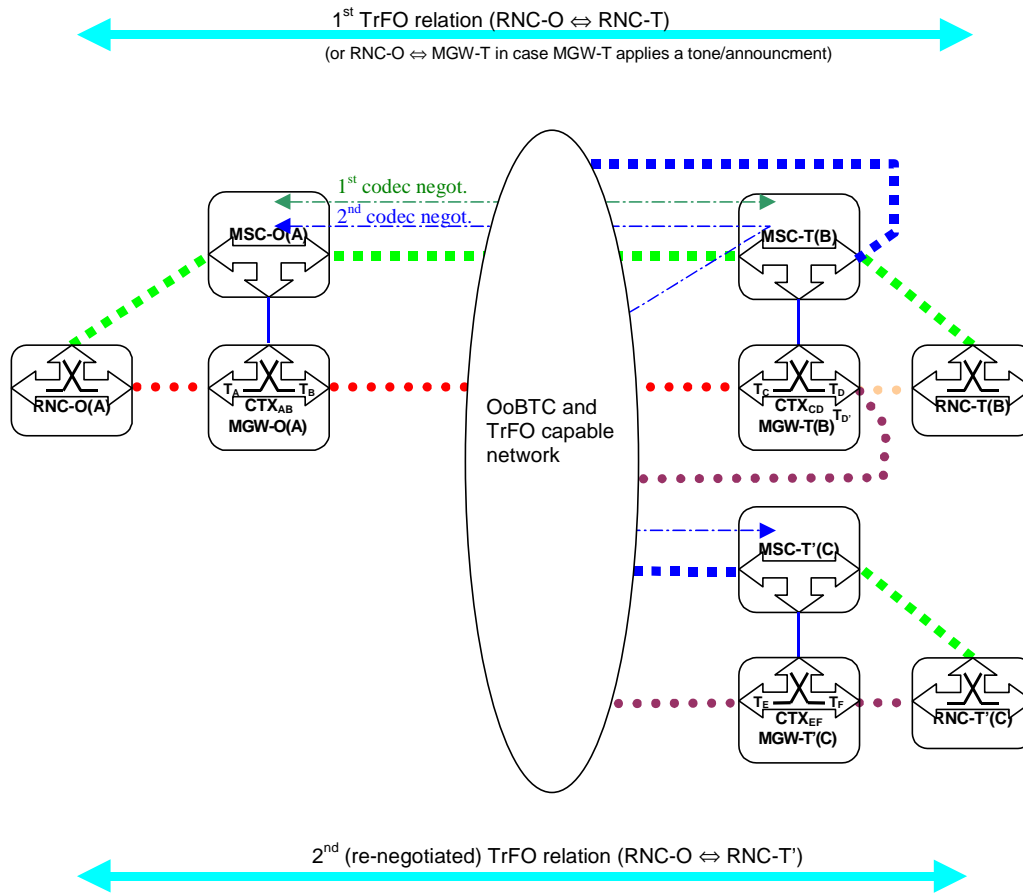 1st TrFO relation (RNC-O ⇔ RNC-T)
(or RNC-O ⇔ MGW-T in case MGW-T applies a tone/announcment)
1st codec negot.
2nd codec negot.
MSC-O(A)
MSC-T(B)
RNC-O(A)
TA
TB
CTXAB
MGW-O(A)
OoBTC and
TrFO capable
network
TC
TD
CTXCD
TD'
MGW-T(B)
RNC-T(B)
MSC-T'(C)
TE
TF
CTXEF
MGW-T'(C)
RNC-T'(C)
2nd (re-negotiated) TrFO relation (RNC-O ⇔ RNC-T')